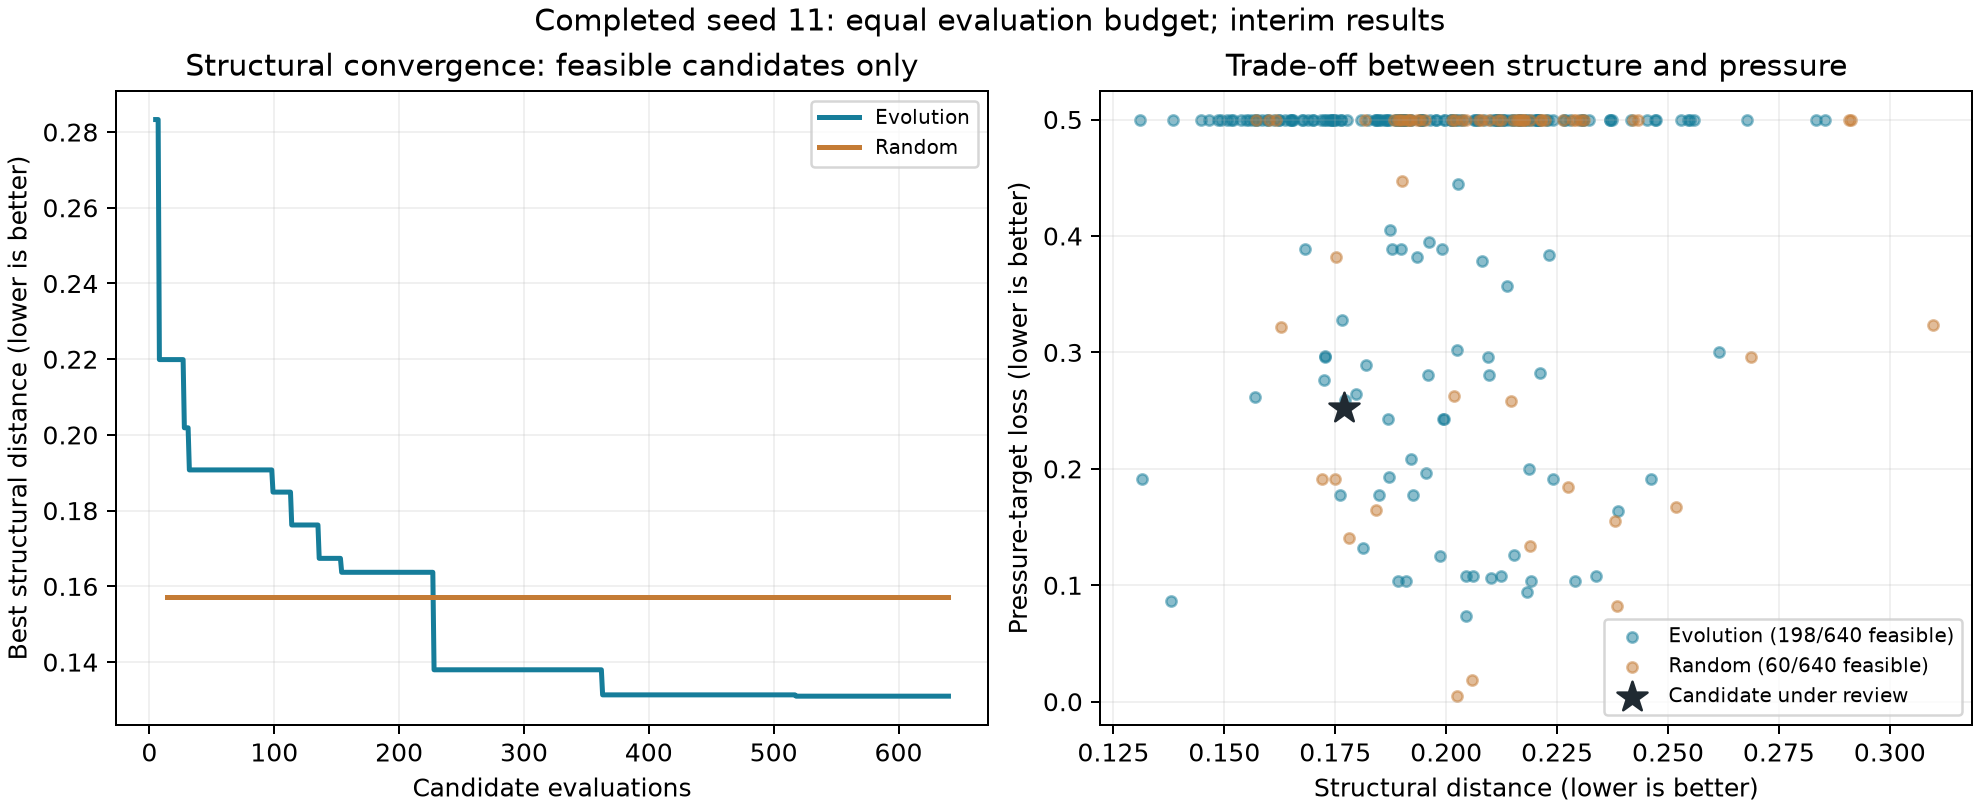 Completed seed 11: equal evaluation budget; interim results
Structural convergence: feasible candidates only
Best structural distance (lower is better)
0.28
0.26
0.24
0.22
0.20
0.18
0.16
0.14
Evolution
Random
0
100
200
300
400
500
600
Candidate evaluations
Trade-off between structure and pressure
Pressure-target loss (lower is better)
0.5
0.4
0.3
0.2
0.1
0.0
Evolution (198/640 feasible)
Random (60/640 feasible)
Candidate under review
0.125
0.150
0.175
0.200
0.225
0.250
0.275
0.300
Structural distance (lower is better)